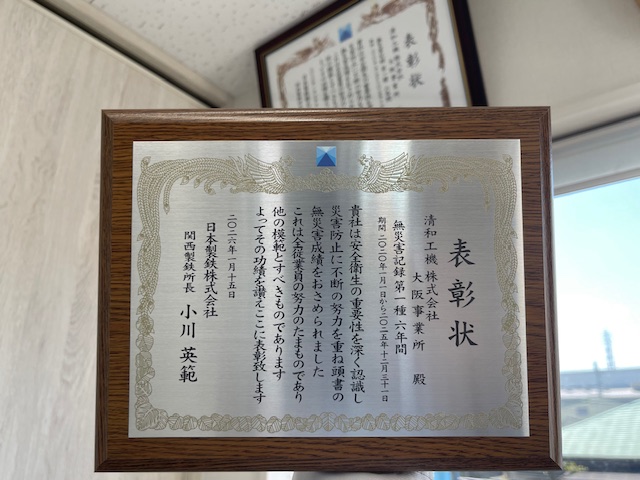 表彰状
清和工機 株式会社
大阪事業所 殿
無災害記録第一種 六年間
期間 二〇二〇年一月一日から二〇二五年十二月三十一日
貴社は安全衛生の重要性を深く認識し
災害防止に不断の努力を重ね頭書の
無災害成績をおさめられました
これは全従業員の努力のたまものであり
他の模範とすべきものであります
よってその功績を讃えここに表彰致します
二〇二六年一月十五日
日本製鉄株式会社
関西製鉄所長 小川 英範
表彰状